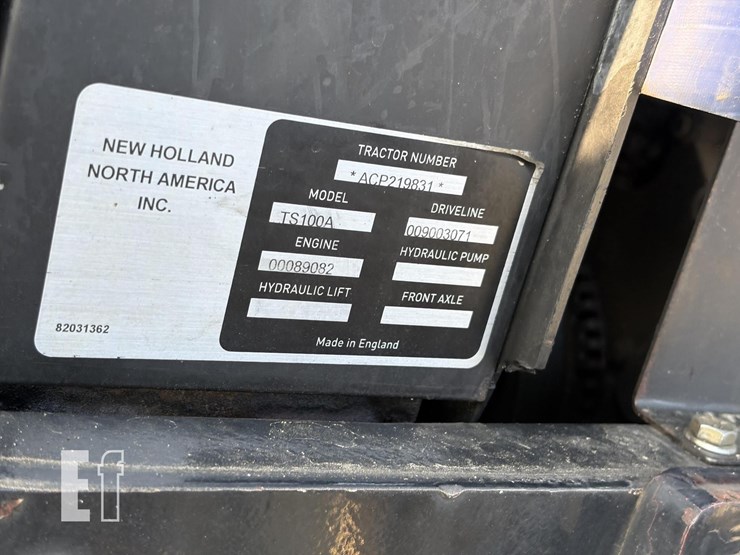 NEW HOLLAND
NORTH AMERICA
INC.
82031362
TRACTOR NUMBER
*ACP219831*
MODEL
TS100A
DRIVELINE
009003071
ENGINE
00089082
HYDRAULIC PUMP
HYDRAULIC LIFT
FRONT AXLE
Made in England
Ef